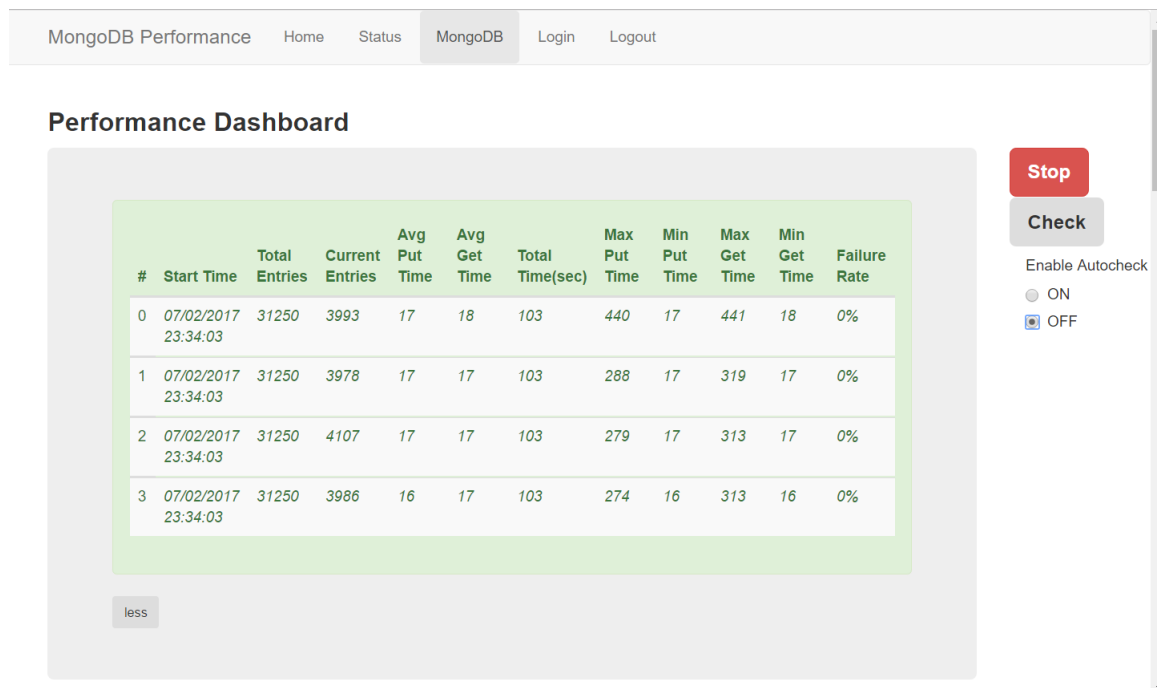 MongoDB Performance Home Status MongoDB Login Logout
Performance Dashboard
Stop
Check
Enable Autocheck
ON
OFF
# Start Time Total Entries Current Entries Avg Put Time Avg Get Time Total Time(sec) Max Put Time Min Put Time Max Get Time Min Get Time Failure Rate
0 07/02/2017 23:34:03 31250 3993 17 18 103 440 17 441 18 0%
1 07/02/2017 23:34:03 31250 3978 17 17 103 288 17 319 17 0%
2 07/02/2017 23:34:03 31250 4107 17 17 103 279 17 313 17 0%
3 07/02/2017 23:34:03 31250 3986 16 17 103 274 16 313 16 0%
less